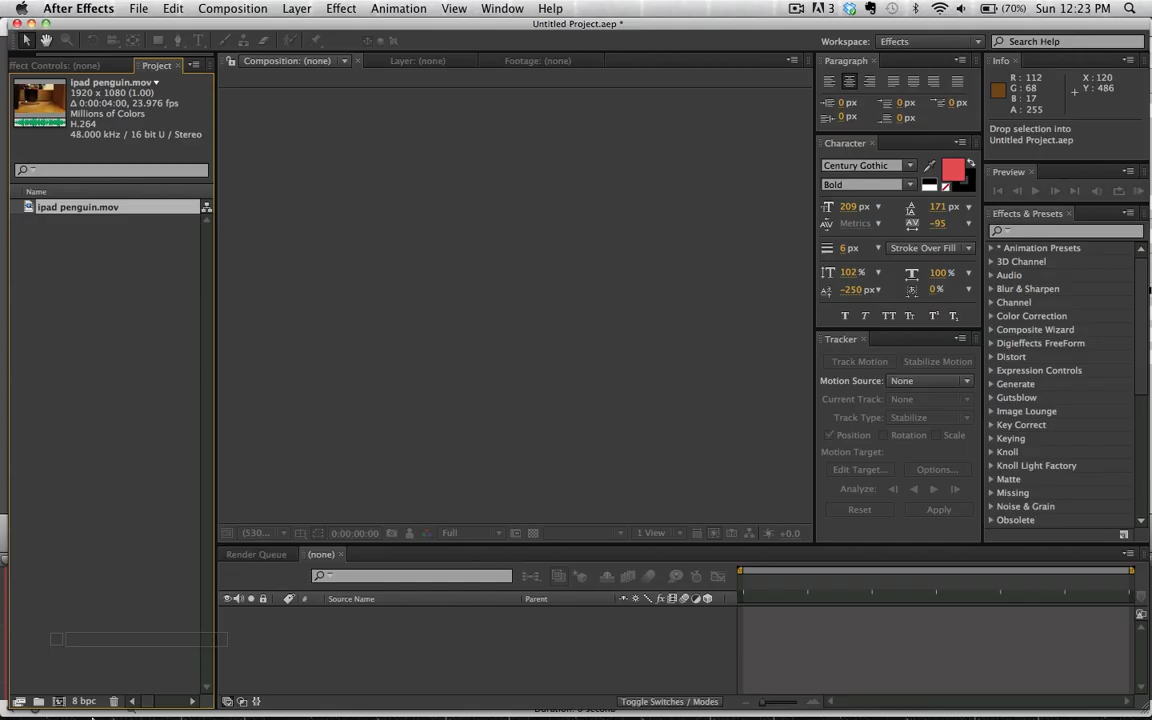 After Effects File Edit Composition Layer Effect Animation View Window Help 3 (70%) Sun 12:23 PM
Untitled Project.aep *
Workspace: Effects Search Help
Effect Controls: (none) Project Composition: (none) Layer: (none) Footage: (none) Paragraph Info
ipad penguin.mov
1920 x 1080 (1.00)
Δ 0:00:04:00, 23.976 fps
Millions of Colors
H.264
48.000 kHz / 16 bit U / Stereo
Name
ipad penguin.mov
8 bpc
(530... 0:00:00:00 Full 1 View +0.0
0 px 0 px 0 px
0 px 0 px
Character
Century Gothic
Bold
209 px 171 px
Metrics -95
6 px Stroke Over Fill
102 % 100 %
-250 px 0 %
T T TT Tt T¹ T₁
Tracker
Track Motion Stabilize Motion
Motion Source: None
Current Track: None
Track Type: Stabilize
Position Rotation Scale
Motion Target:
Edit Target... Options...
Analyze:
Reset Apply
R : 112 X : 120
G : 68 Y : 486
B : 17
A : 255
Drop selection into
Untitled Project.aep
Preview
Effects & Presets
* Animation Presets
3D Channel
Audio
Blur & Sharpen
Channel
Color Correction
Composite Wizard
Digieffects FreeForm
Distort
Expression Controls
Generate
Gutsblow
Image Lounge
Key Correct
Keying
Knoll
Knoll Light Factory
Matte
Missing
Noise & Grain
Obsolete
Render Queue (none)
# Source Name Parent
Toggle Switches / Modes